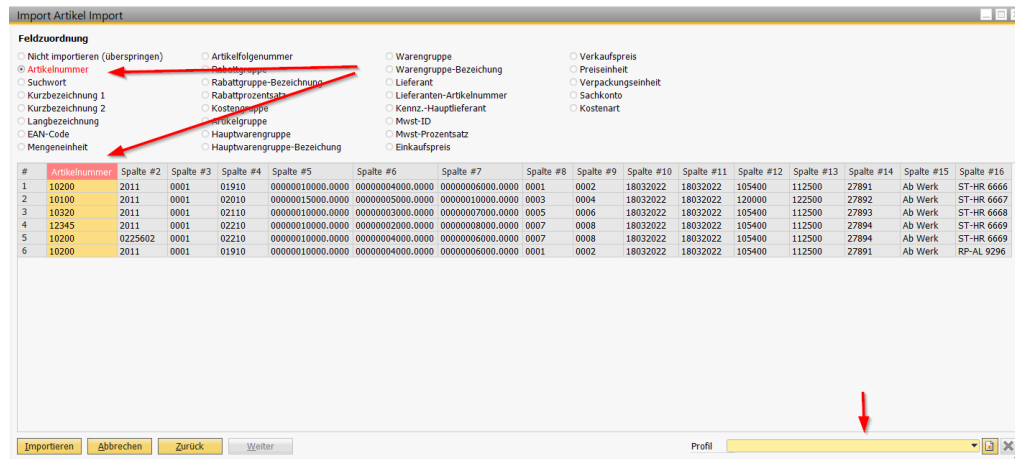 Import Artikel Import
Feldzuordnung
Nicht importieren (überspringen) Artikelfolgenummer Warengruppe Verkaufspreis
Artikelnummer Rabattgruppe Warengruppe-Bezeichung Preiseinheit
Suchwort Rabattgruppe-Bezeichnung Lieferant Verpackungseinheit
Kurzbezeichnung 1 Rabattprozentsatz Lieferanten-Artikelnummer Sachkonto
Kurzbezeichnung 2 Kostengruppe Kennz.-Hauptlieferant Kostenart
Langbezeichnung Artikelgruppe Mwst-ID
EAN-Code Hauptwarengruppe Mwst-Prozentsatz
Mengeneinheit Hauptwarengruppe-Bezeichung Einkaufspreis
# Artikelnummer Spalte #2 Spalte #3 Spalte #4 Spalte #5 Spalte #6 Spalte #7 Spalte #8 Spalte #9 Spalte #10 Spalte #11 Spalte #12 Spalte #13 Spalte #14 Spalte #15 Spalte #16
1 10200 2011 0001 01910 00000010000.0000 00000004000.0000 00000006000.0000 0001 0002 18032022 18032022 105400 112500 27891 Ab Werk ST-HR 6666
2 10100 2011 0001 02010 00000015000.0000 00000005000.0000 00000010000.0000 0003 0004 18032022 18032022 120000 122500 27892 Ab Werk ST-HR 6667
3 10320 2011 0001 02110 00000010000.0000 00000003000.0000 00000007000.0000 0005 0006 18032022 18032022 105400 112500 27893 Ab Werk ST-HR 6668
4 12345 2011 0001 02210 00000010000.0000 00000002000.0000 00000008000.0000 0007 0008 18032022 18032022 105400 112500 27894 Ab Werk ST-HR 6669
5 10200 0225602 0001 02210 00000010000.0000 00000004000.0000 00000006000.0000 0007 0008 18032022 18032022 105400 112500 27894 Ab Werk ST-HR 6669
6 10200 2011 0001 01910 00000010000.0000 00000004000.0000 00000006000.0000 0001 0002 18032022 18032022 105400 112500 27891 Ab Werk RP-AL 9296
Importieren Abbrechen Zurück Weiter Profil